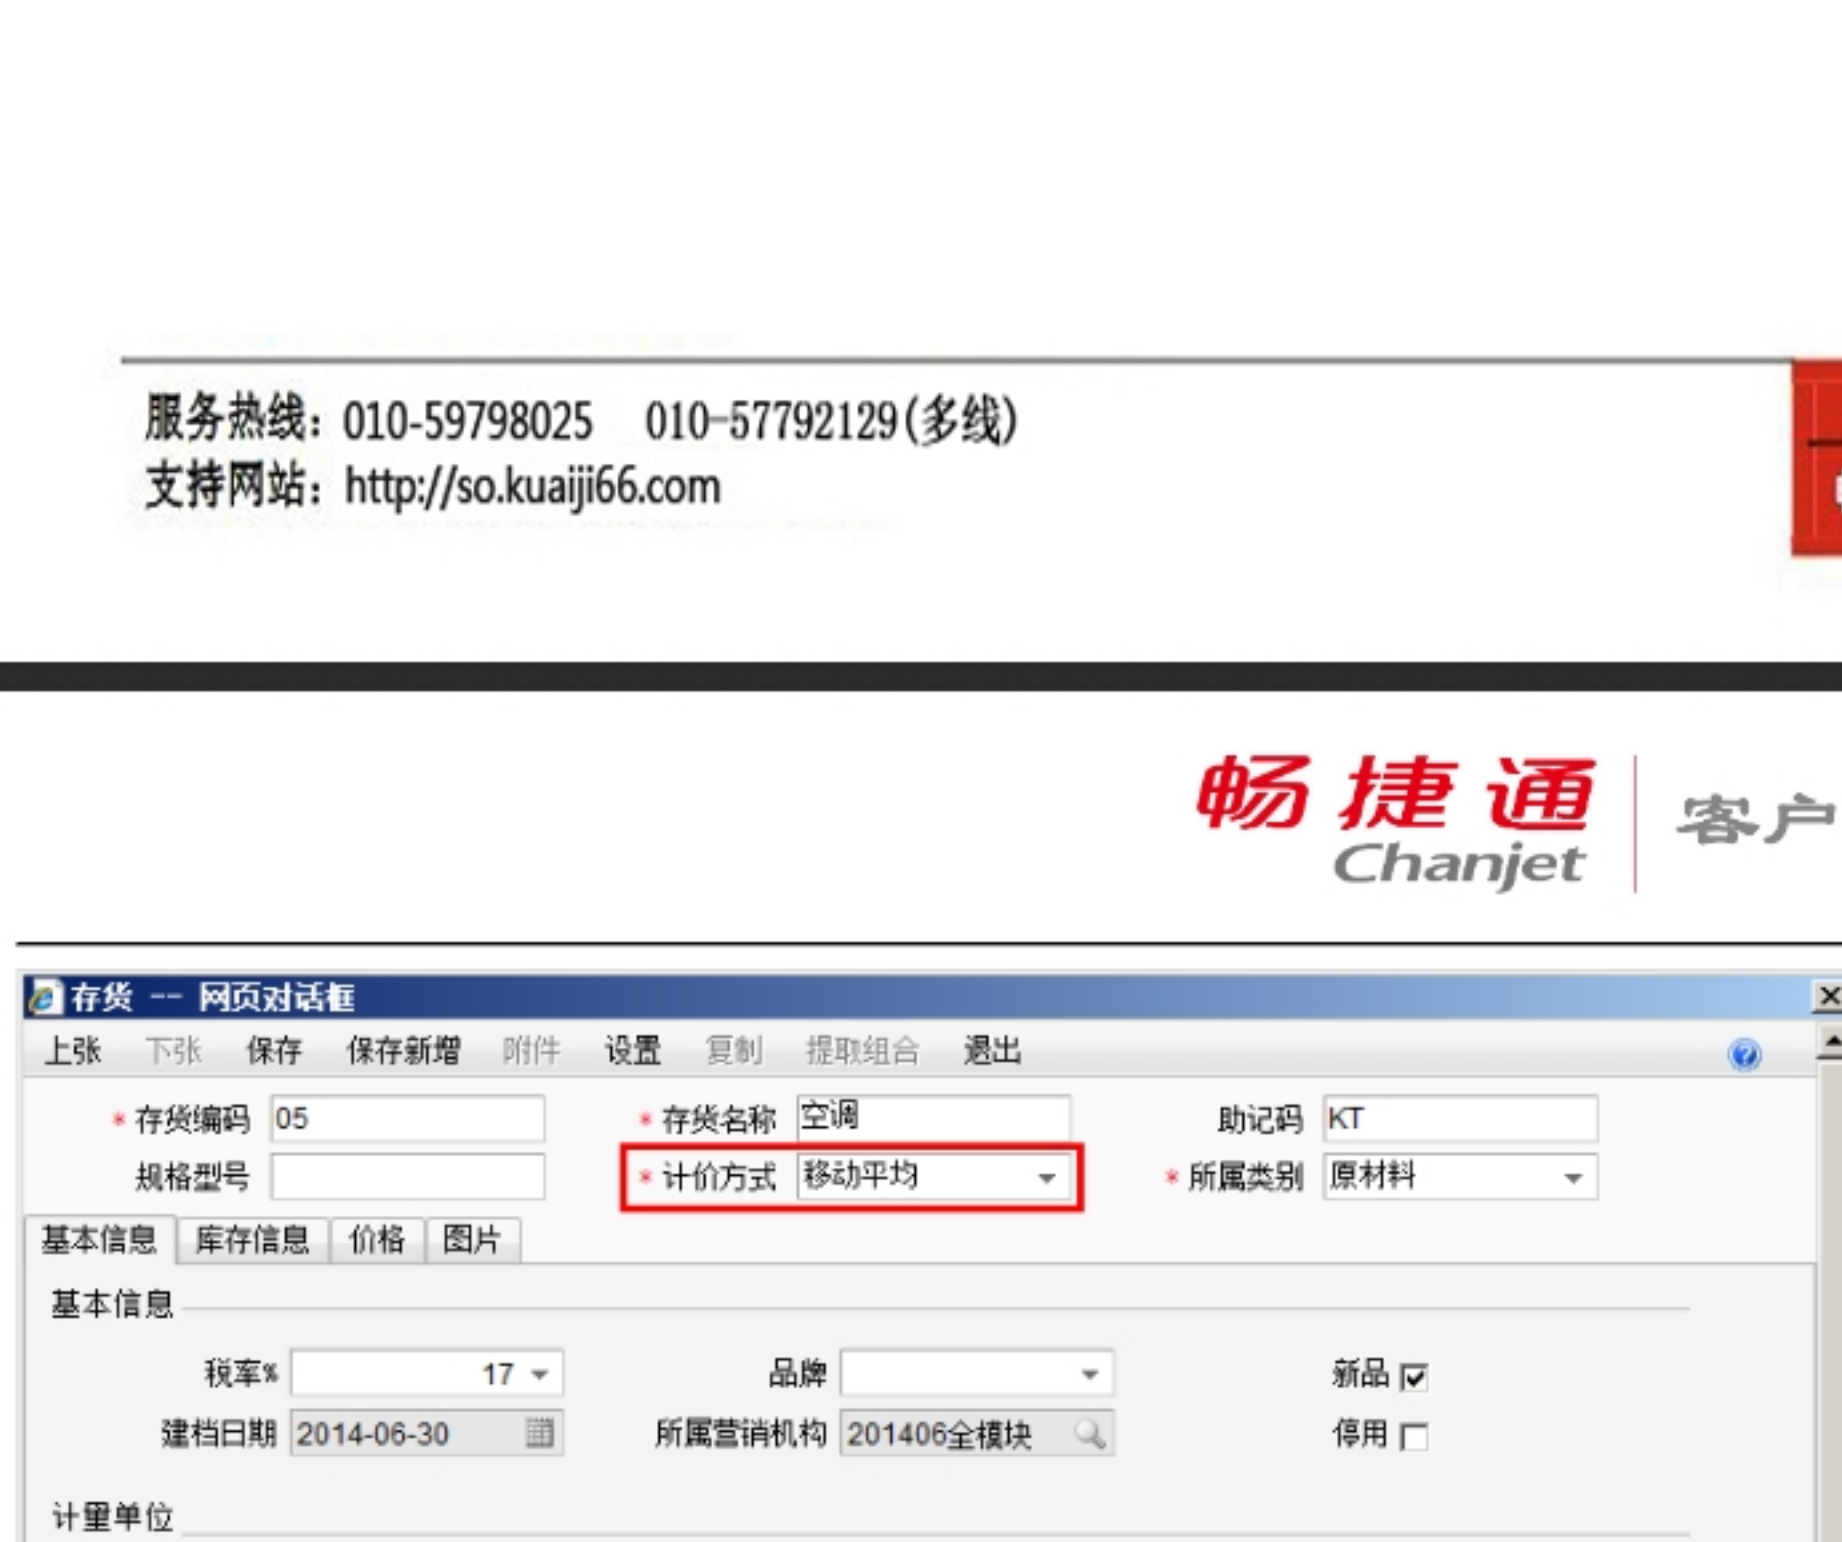 服务热线：010-59798025 010-57792129(多线)
支持网站：http://so.kuaiji66.com
畅捷通 客户
Chanjet
存货 -- 网页对话框
上张 下张 保存 保存新增 附件 设置 复制 提取组合 退出
* 存货编码 05 * 存货名称 空调 助记码 KT
规格型号 * 计价方式 移动平均 * 所属类别 原材料
基本信息 库存信息 价格 图片
基本信息
税率% 17 品牌 新品
建档日期 2014-06-30 所属营销机构 201406全模块 停用
计量单位